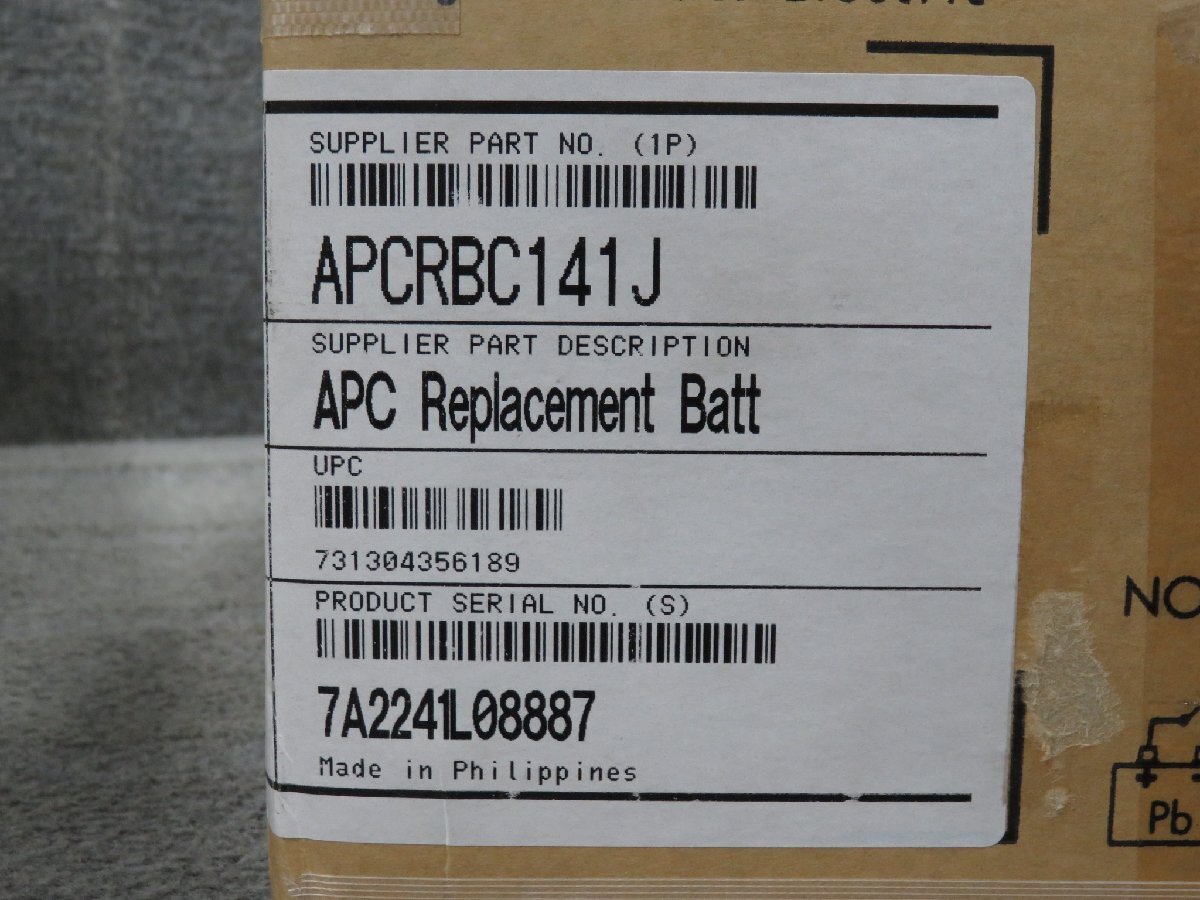 SUPPLIER PART NO. (1P)
APCRBC141J
SUPPLIER PART DESCRIPTION
APC Replacement Batt
UPC
731304356189
PRODUCT SERIAL NO. (S)
7A2241L08887
Made in Philippines
NO
+
Pb